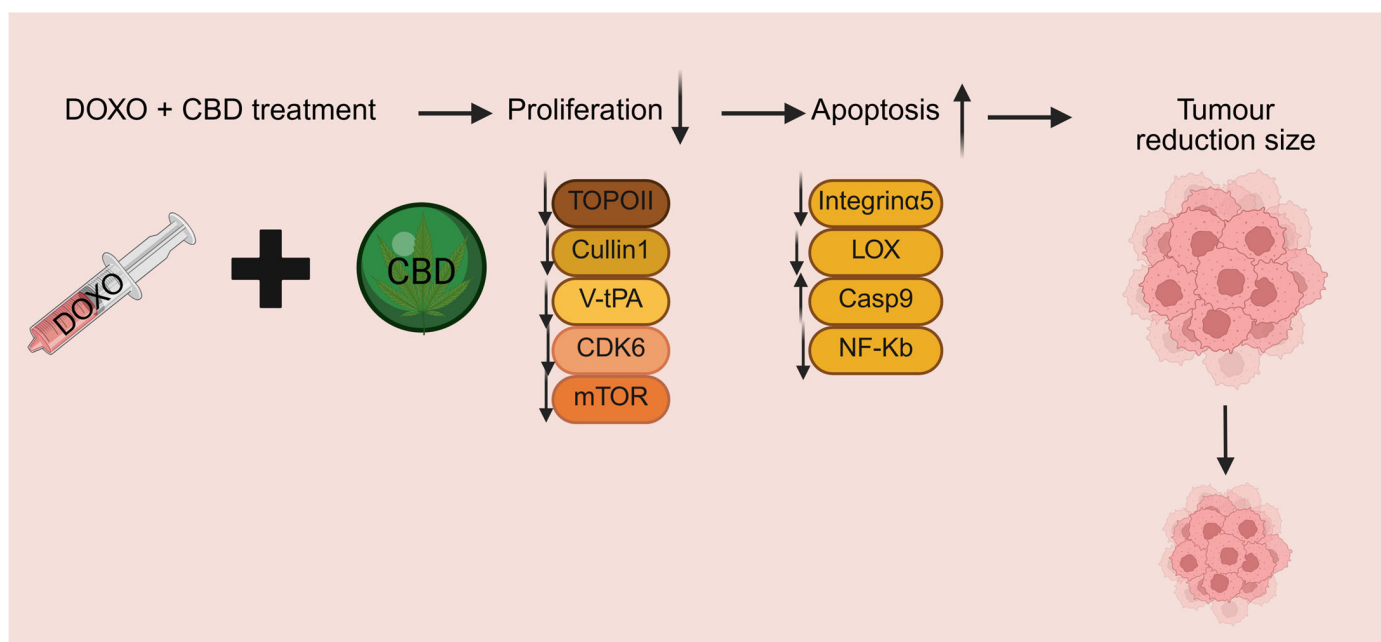 DOXO + CBD treatment
Proliferation
Apoptosis
Tumour
reduction size
DOXO
CBD
TOPOII
Cullin1
V-tPA
CDK6
mTOR
Integrinα5
LOX
Casp9
NF-Kb